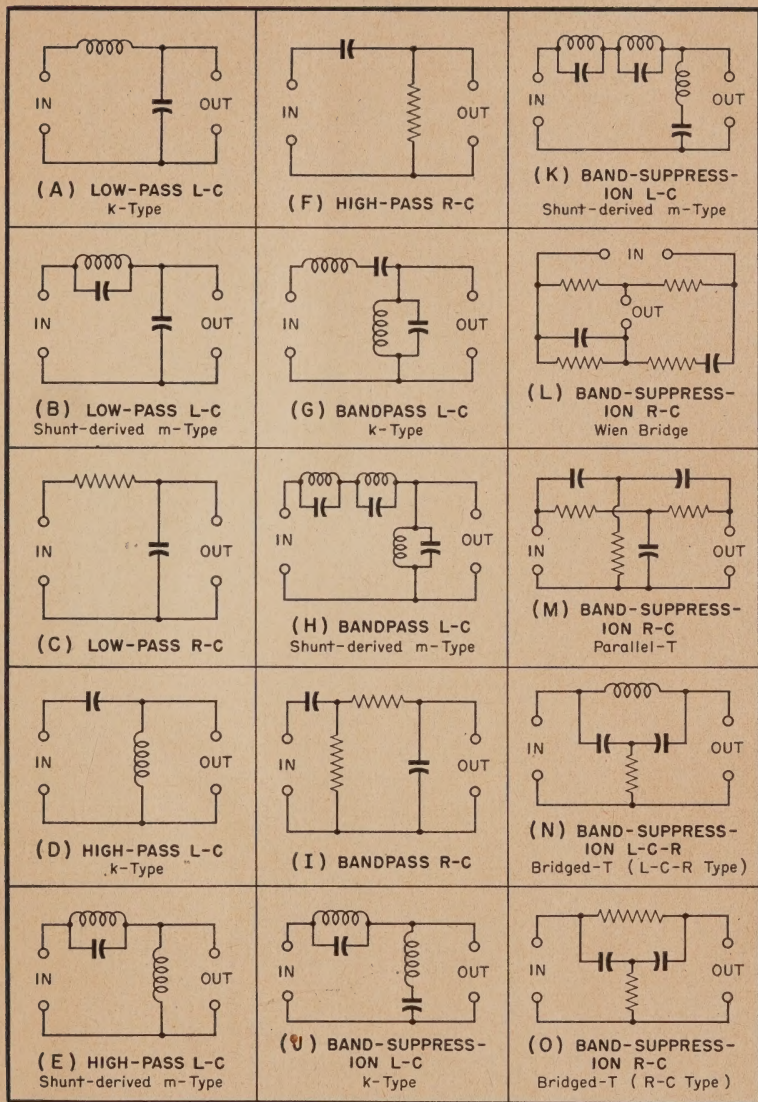 IN
OUT
(A) LOW-PASS L-C
k-Type
IN
OUT
(B) LOW-PASS L-C
Shunt-derived m-Type
IN
OUT
(C) LOW-PASS R-C
IN
OUT
(D) HIGH-PASS L-C
k-Type
IN
OUT
(E) HIGH-PASS L-C
Shunt-derived m-Type
IN
OUT
(F) HIGH-PASS R-C
IN
OUT
(G) BANDPASS L-C
k-Type
IN
OUT
(H) BANDPASS L-C
Shunt-derived m-Type
IN
OUT
(I) BANDPASS R-C
IN
OUT
(J) BAND-SUPPRESS-
ION L-C
k-Type
IN
OUT
(K) BAND-SUPPRESS-
ION L-C
Shunt-derived m-Type
IN
OUT
(L) BAND-SUPPRESS-
ION R-C
Wien Bridge
IN
OUT
(M) BAND-SUPPRESS-
ION R-C
Parallel-T
IN
OUT
(N) BAND-SUPPRESS-
ION L-C-R
Bridged-T (L-C-R Type)
IN
OUT
(O) BAND-SUPPRESS-
ION R-C
Bridged-T (R-C Type)